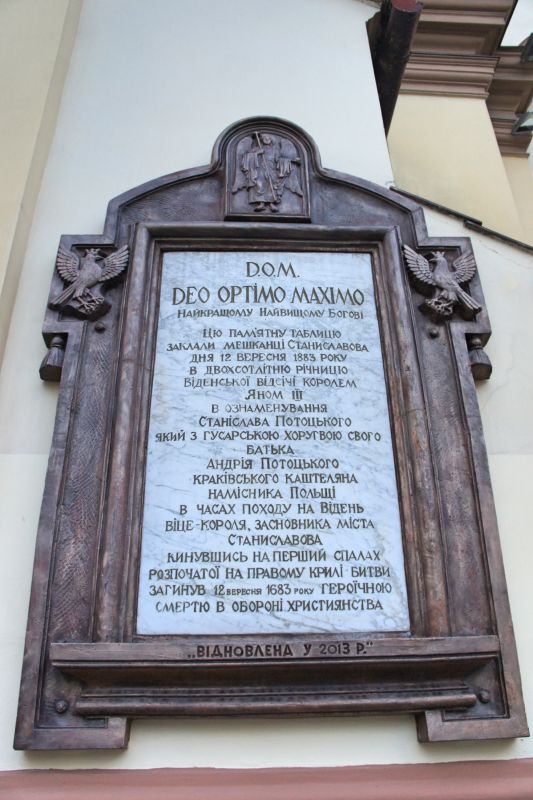 D.O.M.
DEO OPTIMO MAXIMO
НАЙКРАЩОМУ НАЙВИЩОМУ БОГОВІ
ЦЮ ПАМ'ЯТНУ ТАБЛИЦЮ
ЗАКЛАЛИ МЕШКАНЦІ СТАНИСЛАВОВА
ДНЯ 12 ВЕРЕСНЯ 1883 РОКУ
В ДВОХСОТЛІТНЮ РІЧНИЦЮ
ВІДЕНСЬКОЇ ВІДСІЧІ КОРОЛЕМ
ЯНОМ III
В ОЗНАМЕНУВАННЯ
СТАНІСЛАВА ПОТОЦЬКОГО
ЯКИЙ З ГУСАРСЬКОЮ ХОРУГВОЮ СВОГО
БАТЬКА
АНДРІЯ ПОТОЦЬКОГО
КРАКІВСЬКОГО КАШТЕЛЯНА
НАМІСНИКА ПОЛЬЩІ
В ЧАСАХ ПОХОДУ НА ВІДЕНЬ
ВІЦЕ-КОРОЛЯ, ЗАСНОВНИКА МІСТА
СТАНИСЛАВОВА
КИНУВШИСЬ НА ПЕРШИЙ СПАЛАХ
РОЗПОЧАТОЇ НА ПРАВОМУ КРИЛІ БИТВИ
ЗАГИНУВ 12 ВЕРЕСНЯ 1683 РОКУ ГЕРОЇЧНОЮ
СМЕРТЮ В ОБОРОНІ ХРИСТИЯНСТВА
„ВІДНОВЛЕНА У 2013 Р."